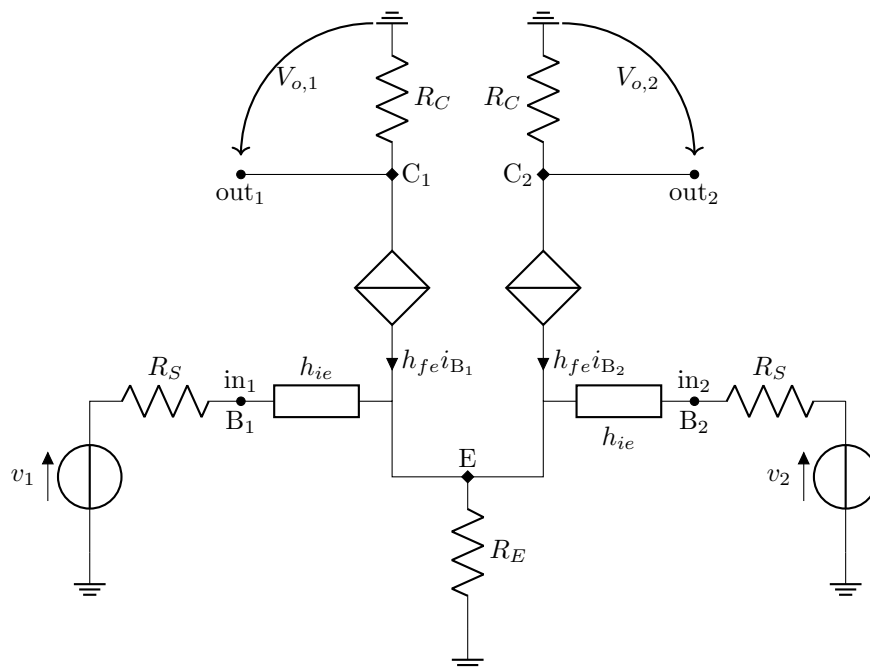 V_{o,1}
R_C
R_C
V_{o,2}
out_1
C_1
C_2
out_2
h_{fe}i_{B_1}
h_{fe}i_{B_2}
R_S
in_1
h_{ie}
in_2
R_S
B_1
B_2
h_{ie}
v_1
E
v_2
R_E